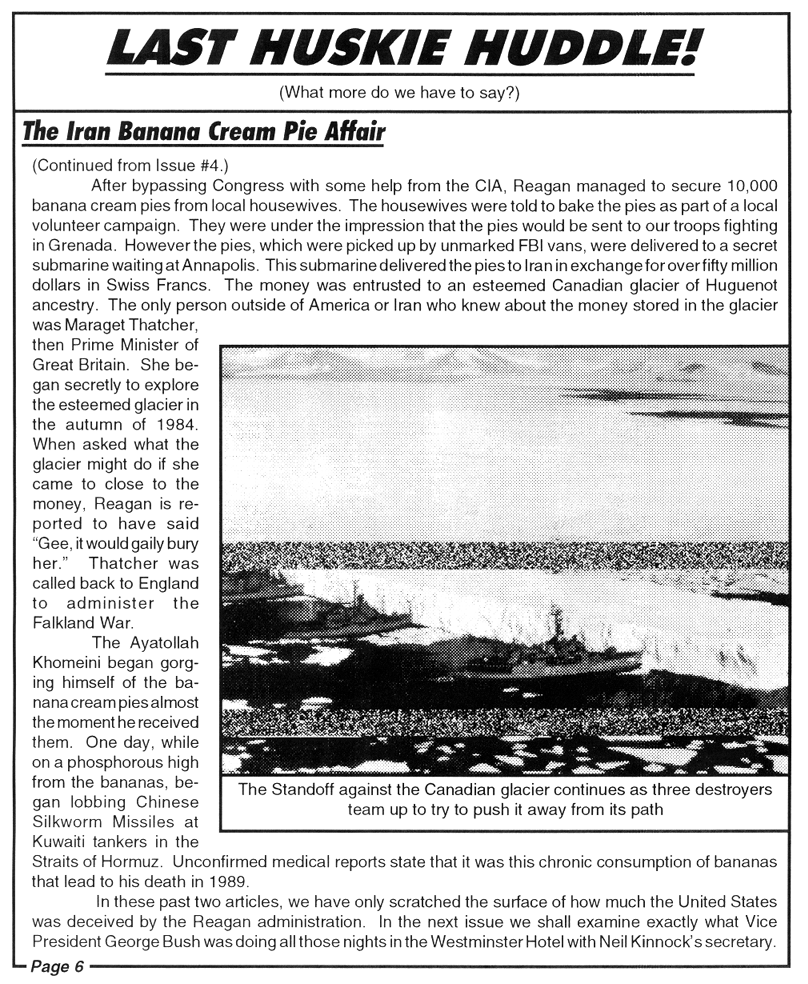 LAST HUSKIE HUDDLE!
(What more do we have to say?)
The Iran Banana Cream Pie Affair
(Continued from Issue #4.)
After bypassing Congress with some help from the CIA, Reagan managed to secure 10,000
banana cream pies from local housewives. The housewives were told to bake the pies as part of a local
volunteer campaign. They were under the impression that the pies would be sent to our troops fighting
in Grenada. However the pies, which were picked up by unmarked FBI vans, were delivered to a secret
submarine waiting at Annapolis. This submarine delivered the pies to Iran in exchange for over fifty million
dollars in Swiss Francs. The money was entrusted to an esteemed Canadian glacier of Huguenot
ancestry. The only person outside of America or Iran who knew about the money stored in the glacier
was Maraget Thatcher,
then Prime Minister of
Great Britain. She be-
gan secretly to explore
the esteemed glacier in
the autumn of 1984.
When asked what the
glacier might do if she
came to close to the
money, Reagan is re-
ported to have said
“Gee, it would gaily bury
her.” Thatcher was
called back to England
to administer the
Falkland War.
The Ayatollah
Khomeini began gorg-
ing himself of the ba-
nana cream pies almost
the moment he received
them. One day, while
on a phosphorous high
from the bananas, be-
gan lobbing Chinese
Silkworm Missiles at
Kuwaiti tankers in the
Straits of Hormuz. Unconfirmed medical reports state that it was this chronic consumption of bananas
that lead to his death in 1989.
In these past two articles, we have only scratched the surface of how much the United States
was deceived by the Reagan administration. In the next issue we shall examine exactly what Vice
President George Bush was doing all those nights in the Westminster Hotel with Neil Kinnock’s secretary.
The Standoff against the Canadian glacier continues as three destroyers
team up to try to push it away from its path
Page 6